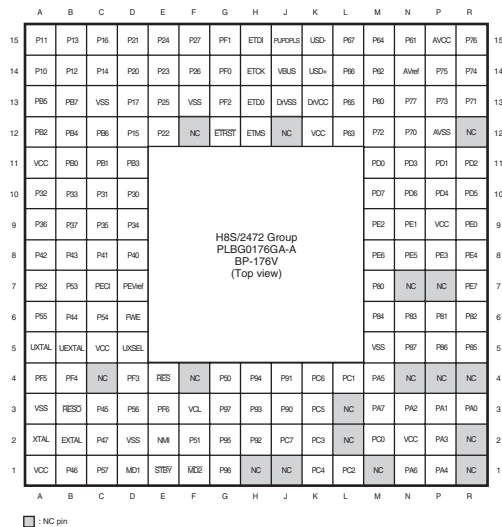 A B C D E F G H J K L M N P R
15 P11 P13 P16 P21 P24 P27 PF1 ETDI PUPDPLS USD- P67 P64 P61 AVCC P76 15
14 P10 P12 P14 P20 P23 P26 PF0 ETCK VBUS USD+ P66 P62 AVref P75 P74 14
13 PB5 PB7 VSS P17 P25 VSS PF2 ETD0 DrVSS DrVCC P65 P60 P77 P73 P71 13
12 PB2 PB4 PB6 P15 P22 NC ETRST ETMS NC VCC P63 P72 P70 AVSS NC 12
11 VCC PB0 PB1 PB3 PD0 PD3 PD1 PD2 11
10 P32 P33 P31 P30 PD7 PD6 PD4 PD5 10
9 P36 P37 P35 P34 PE2 PE1 VCC PE0 9
H8S/2472 Group
PLBG0176GA-A
BP-176V
(Top view)
8 P42 P43 P41 P40 PE6 PE5 PE3 PE4 8
7 P52 P53 PECI PEVref P80 NC NC PE7 7
6 P55 P44 P54 FWE P84 P83 P81 P82 6
5 UXTAL UEXTAL VCC UXSEL VSS P87 P86 P85 5
4 PF5 PF4 NC PF3 RES NC P50 P94 P91 PC6 PC1 PA5 NC NC NC 4
3 VSS RESO P45 P56 PF6 VCL P97 P93 P90 PC5 NC PA7 PA2 PA1 PA0 3
2 XTAL EXTAL P47 VSS NMI P51 P95 P92 PC7 PC3 NC PC0 VCC PA3 NC 2
1 VCC P46 P57 MD1 STBY MD2 P96 NC NC PC4 PC2 NC PA6 PA4 NC 1
A B C D E F G H J K L M N P R
: NC pin